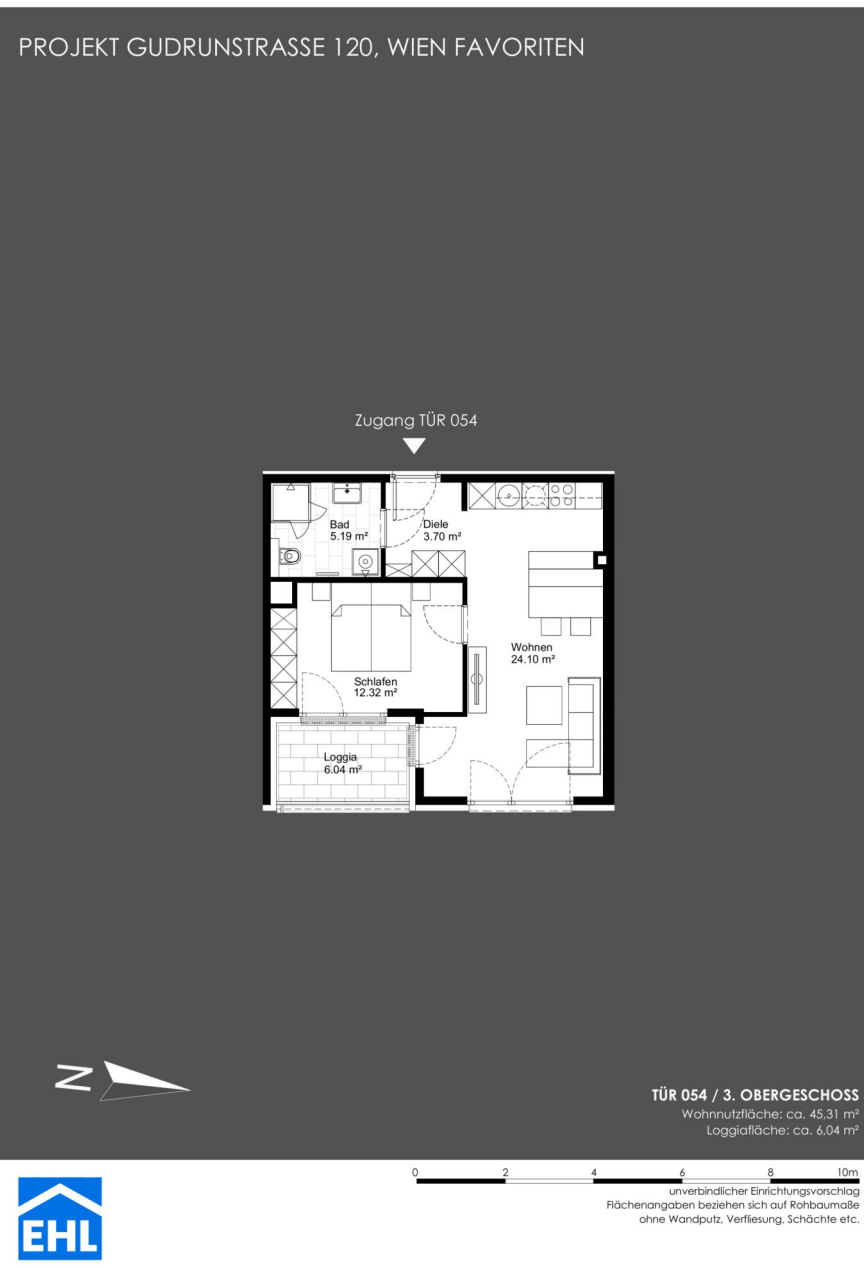 PROJEKT GUDRUNSTRASSE 120, WIEN FAVORITEN
Zugang TÜR 054
Bad
5.19 m²
Diele
3.70 m²
Wohnen
24.10 m²
Schlafen
12.32 m²
Loggia
6.04 m²
N
TÜR 054 / 3. OBERGESCHOSS
Wohnnutzfläche: ca. 45,31 m²
Loggiafläche: ca. 6,04 m²
0 2 4 6 8 10m
unverbindlicher Einrichtungsvorschlag
Flächenangaben beziehen sich auf Rohbaumaße
ohne Wandputz, Verfliesung, Schächte etc.
EHL